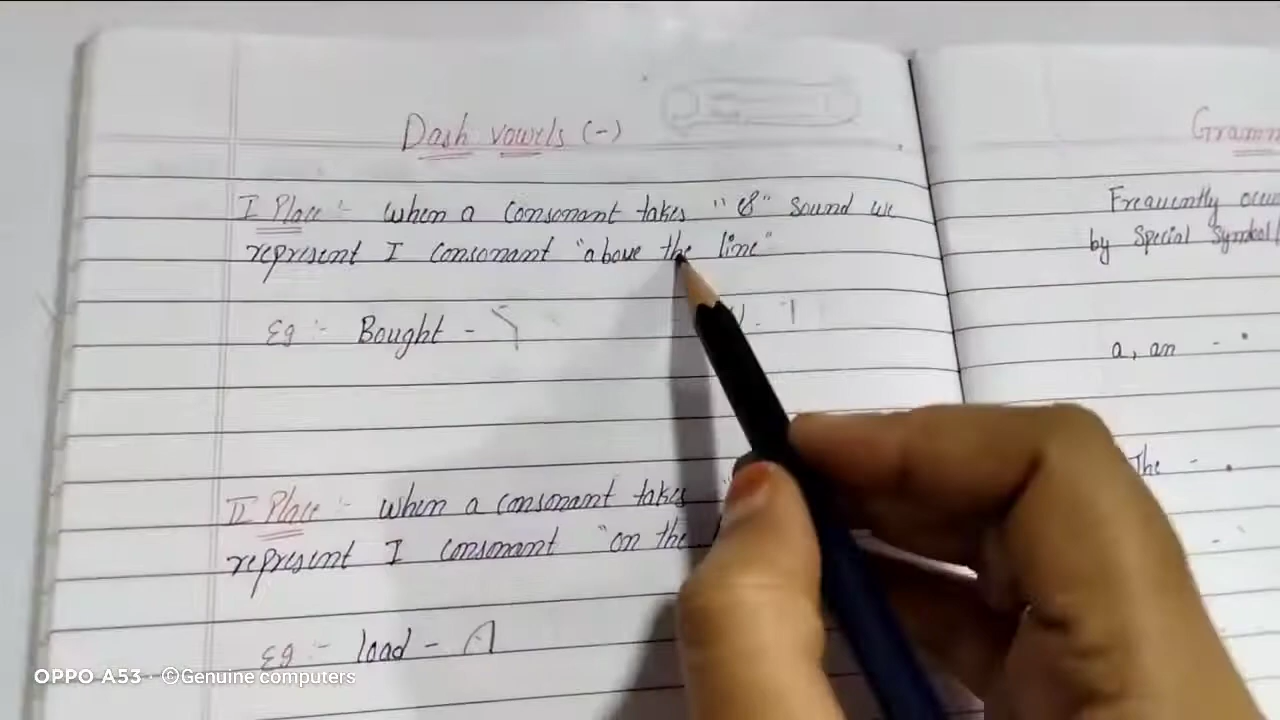 Dash vowels (-)
I Place :- when a consonant takes " " sound we
represent I consonant "above the line"
Eg :- Bought -
II Place :- when a consonant takes "
represent I consonant "on the
Eg :- load -
Gramm
Frequently occu
by Special Symbol/
a, an - .
The - .
OPPO A53 · ©Genuine computers